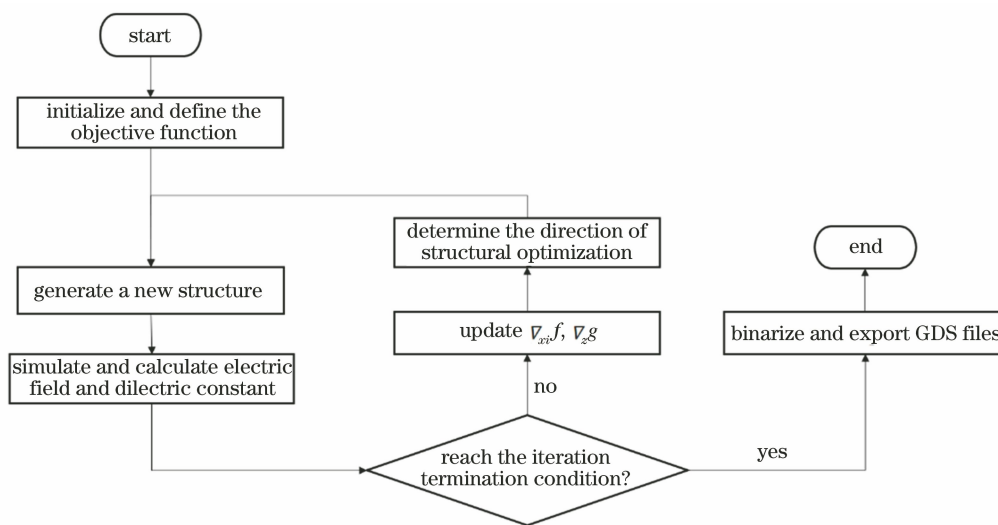 start
initialize and define the
objective function
determine the direction of
structural optimization
end
generate a new structure
update ∇xif, ∇zg
binarize and export GDS files
simulate and calculate electric
field and dilectric constant
no
reach the iteration
termination condition?
yes